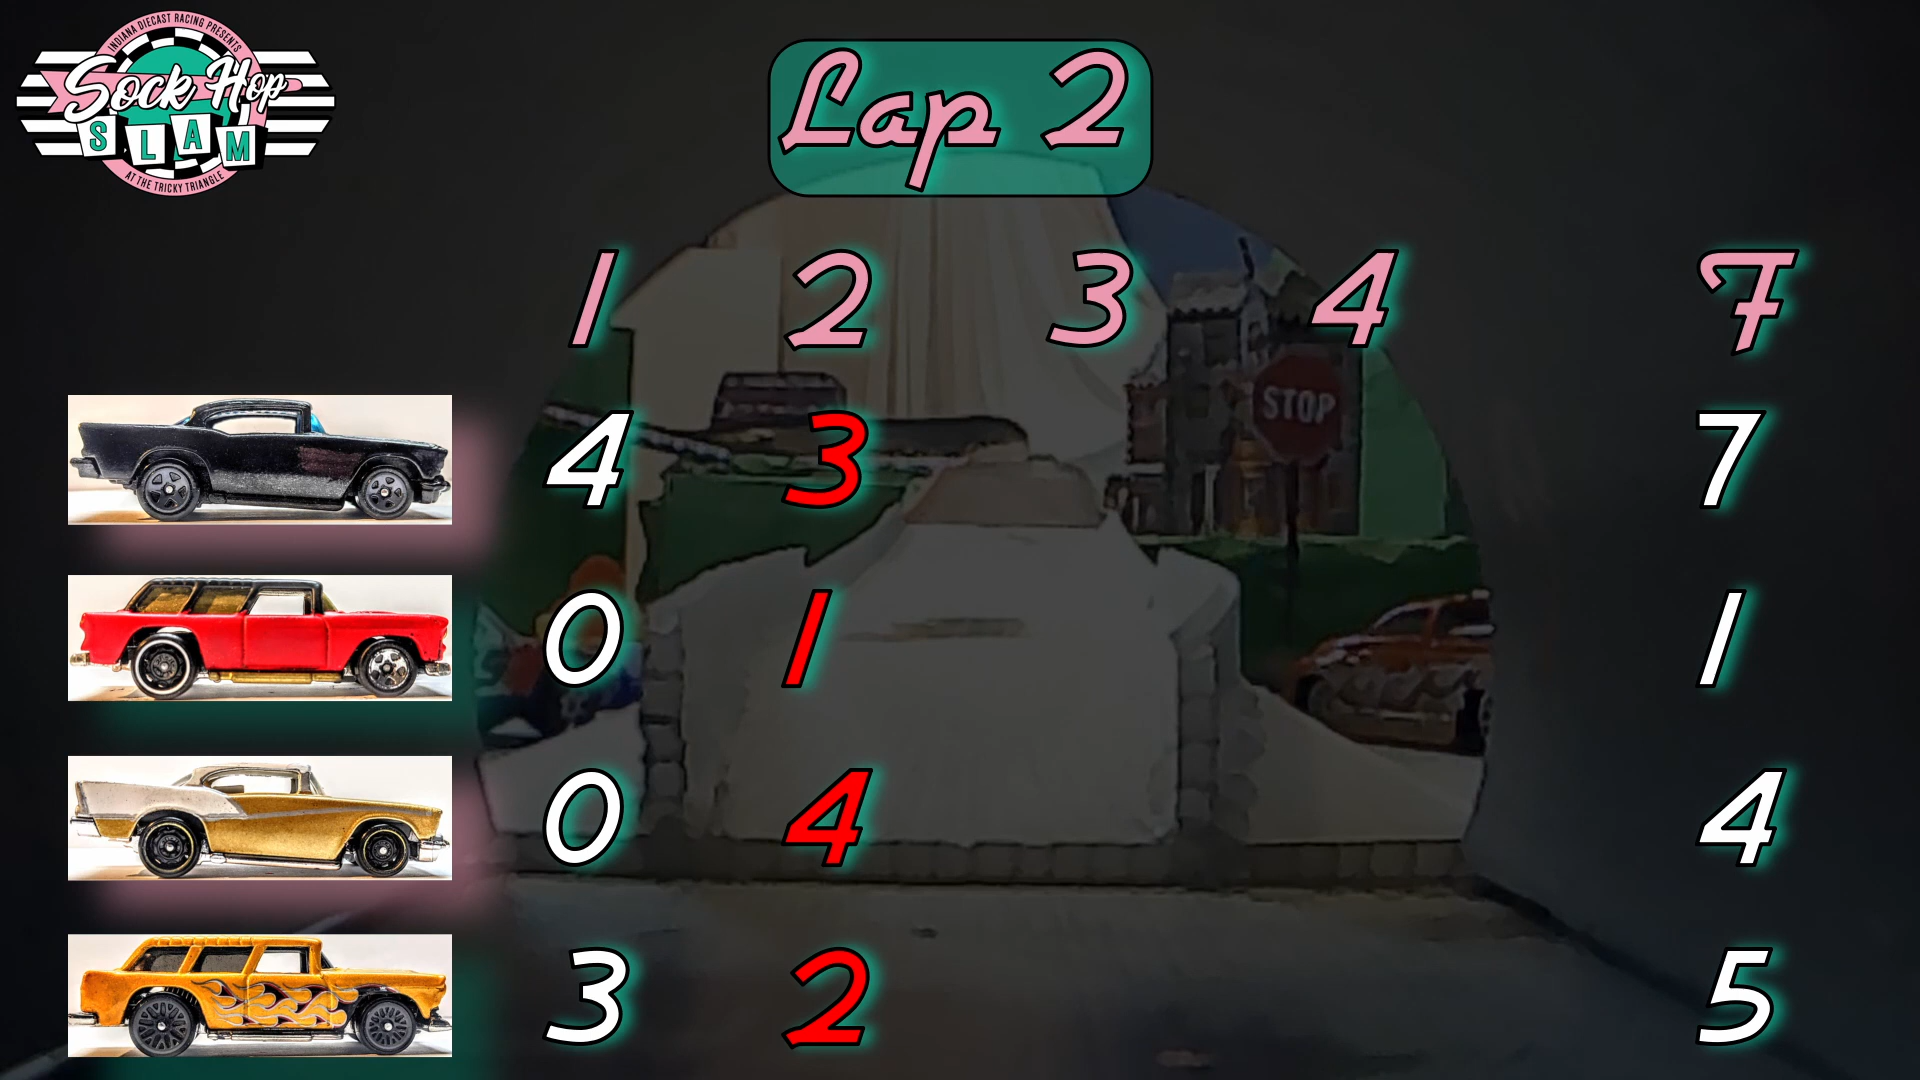 INDIANA DIECAST RACING PRESENTS
Sock Hop
SLAM
AT THE TRICKY TRIANGLE
Lap 2
1 2 3 4 F
STOP
4 3 7
0 1 1
0 4 4
3 2 5